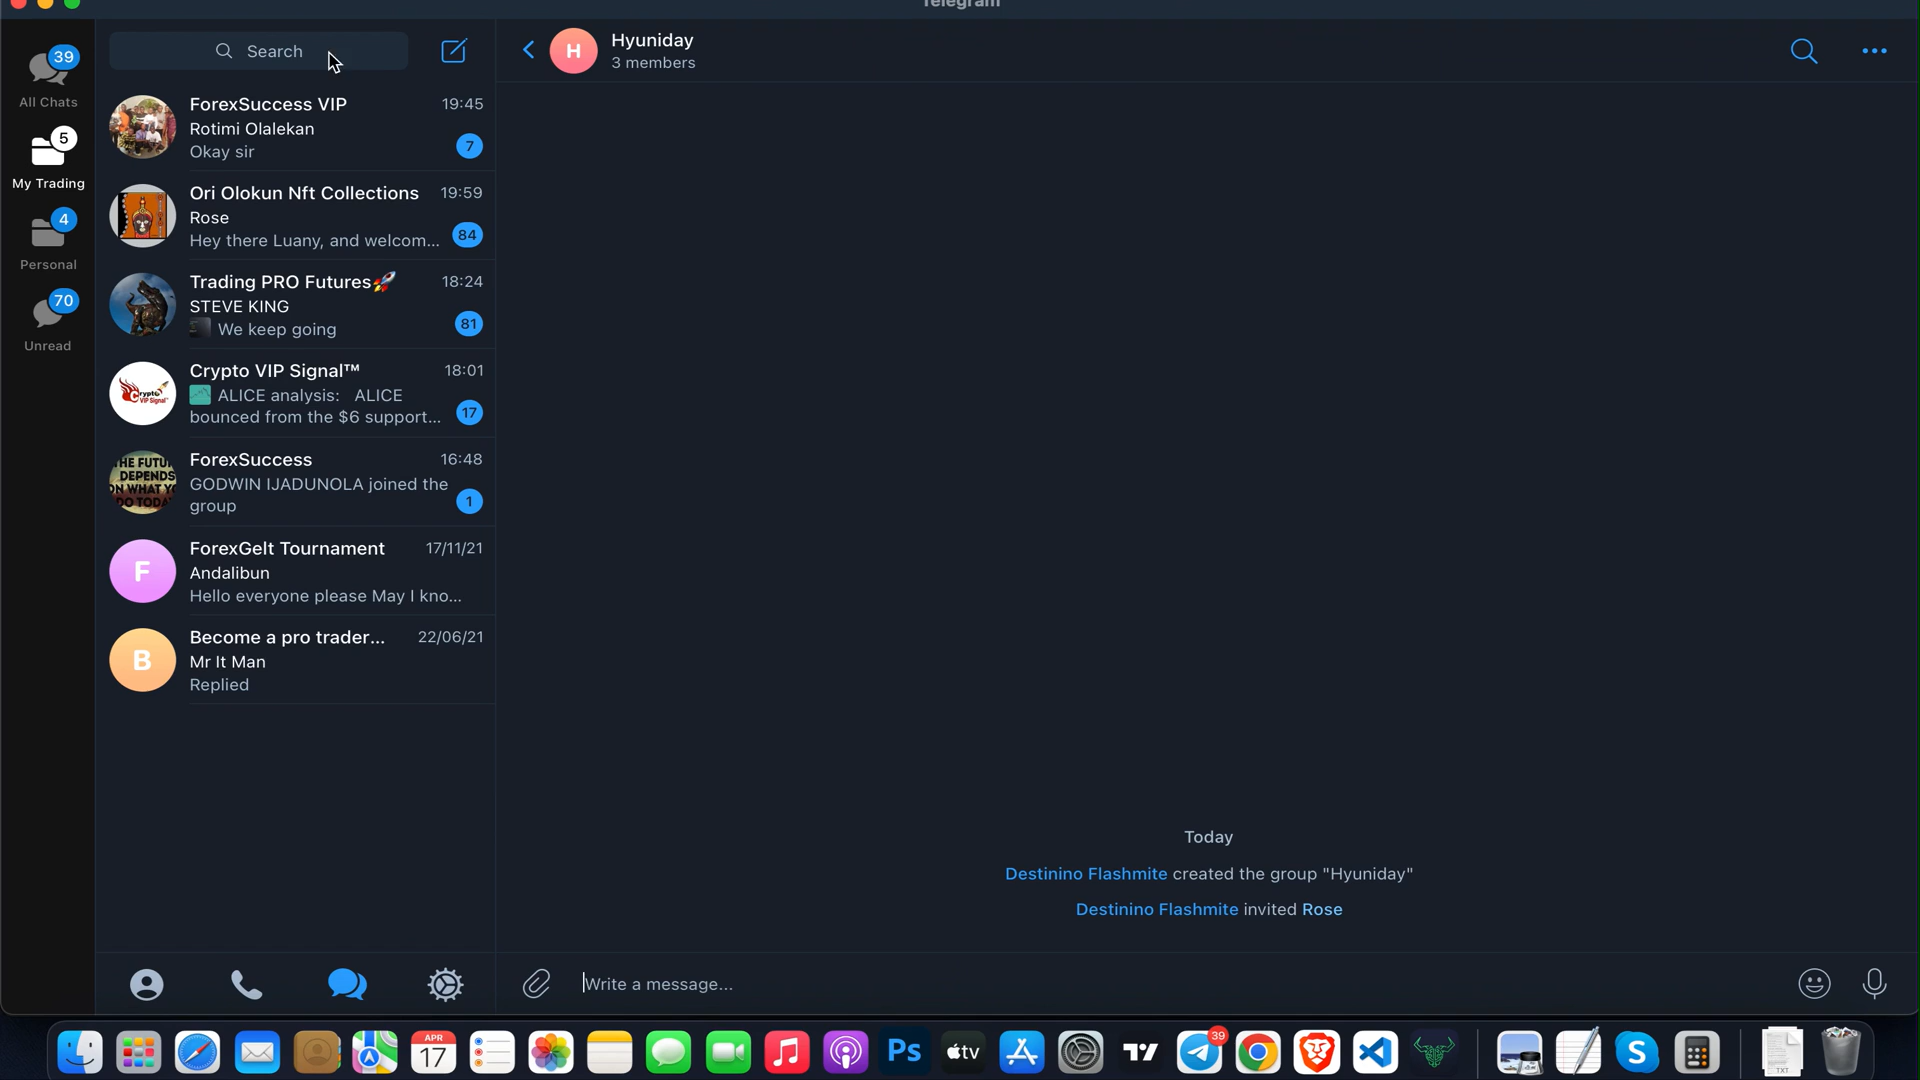 Telegram
39
All Chats
5
My Trading
4
Personal
70
Unread
Search
ForexSuccess VIP 19:45
Rotimi Olalekan
Okay sir 7
Ori Olokun Nft Collections 19:59
Rose
Hey there Luany, and welcom... 84
Trading PRO Futures🚀 18:24
STEVE KING
We keep going 81
Crypto VIP Signal™ 18:01
ALICE analysis: ALICE
bounced from the $6 support... 17
ForexSuccess 16:48
GODWIN IJADUNOLA joined the
group 1
F
ForexGelt Tournament 17/11/21
Andalibun
Hello everyone please May I kno...
B
Become a pro trader... 22/06/21
Mr It Man
Replied
H
Hyuniday
3 members
Today
Destinino Flashmite created the group "Hyuniday"
Destinino Flashmite invited Rose
Write a message...
APR
17
Ps
tv
39
S
TXT